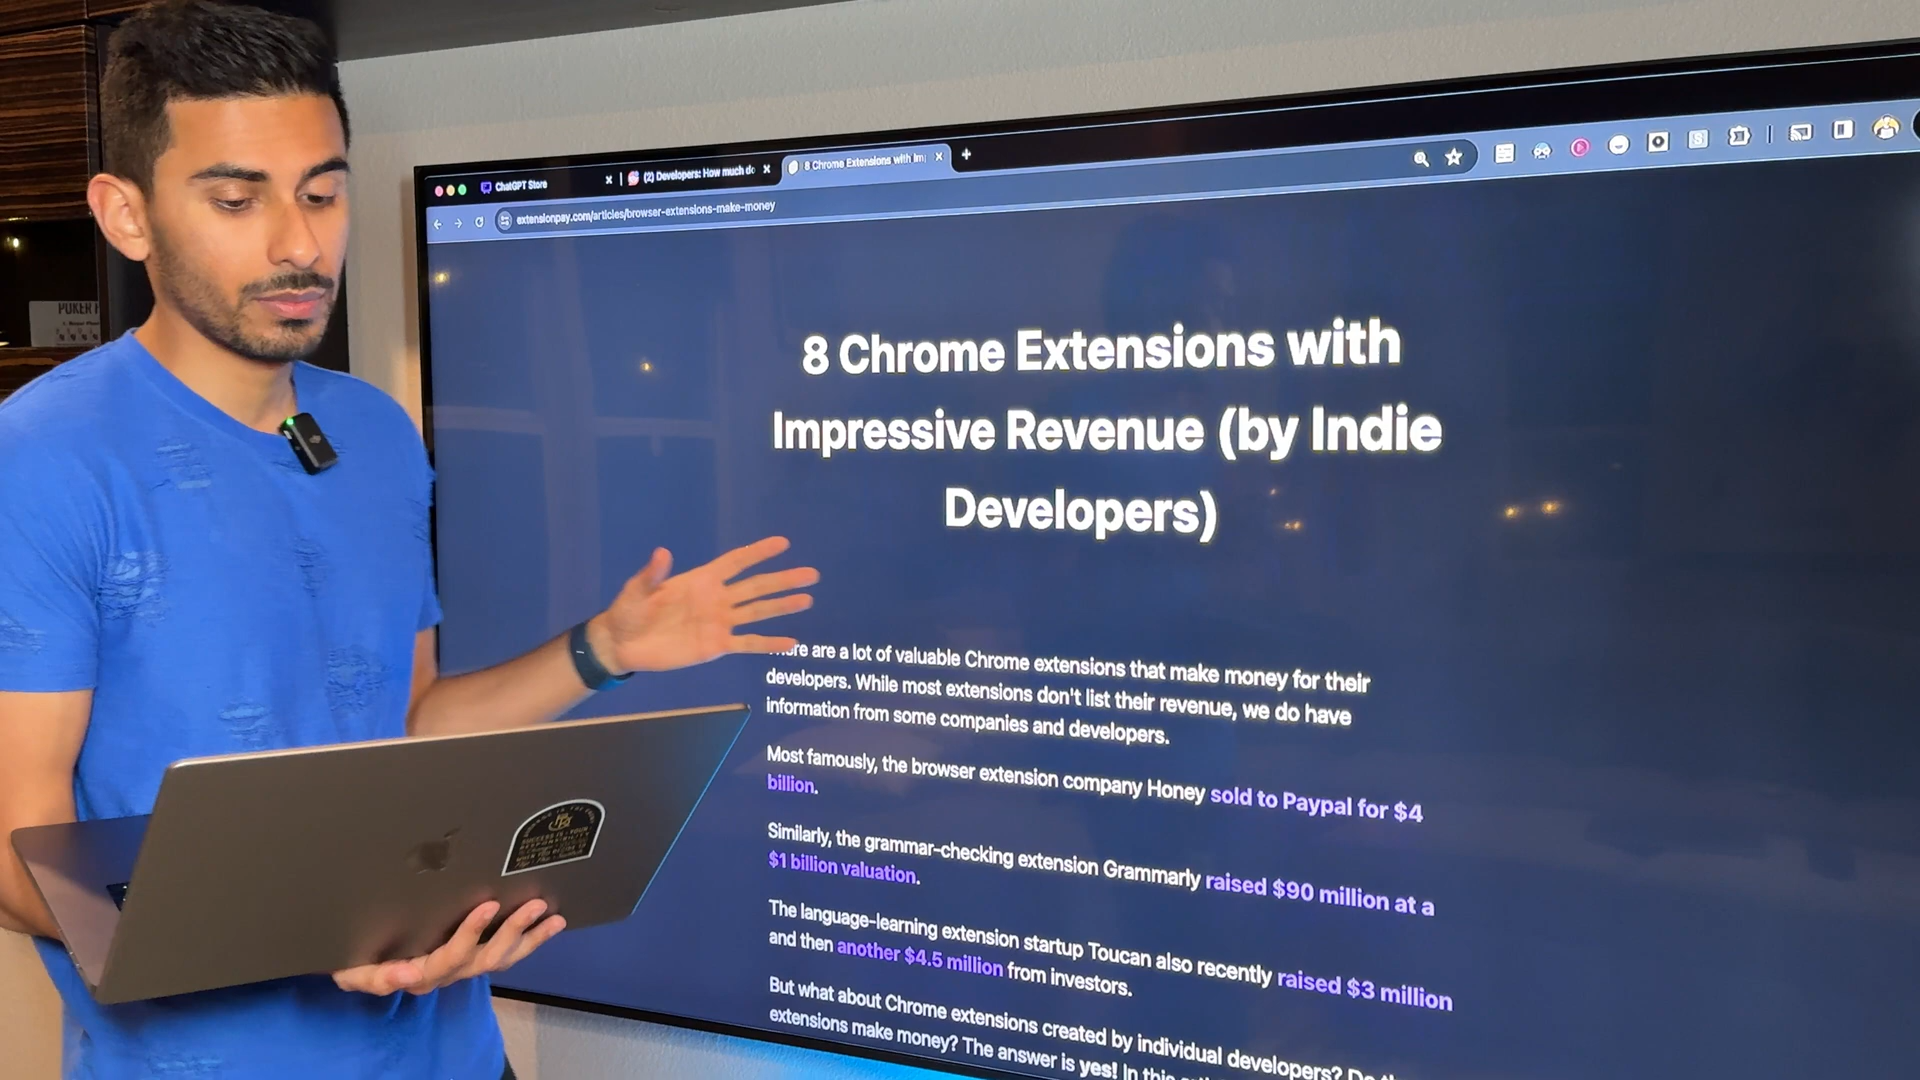 POKER
ChatGPT Store
(2) Developers: How much do
8 Chrome Extensions with Im
extensionpay.com/articles/browser-extensions-make-money
8 Chrome Extensions with
Impressive Revenue (by Indie
Developers)
are a lot of valuable Chrome extensions that make money for their
developers. While most extensions don't list their revenue, we do have
information from some companies and developers.
Most famously, the browser extension company Honey sold to Paypal for $4
billion.
Similarly, the grammar-checking extension Grammarly raised $90 million at a
$1 billion valuation.
The language-learning extension startup Toucan also recently raised $3 million
and then another $4.5 million from investors.
But what about Chrome extensions created by individual developers? Do
extensions make money? The answer is yes! In this
SUCCESS IS YOUR
RESPONSIBILITY